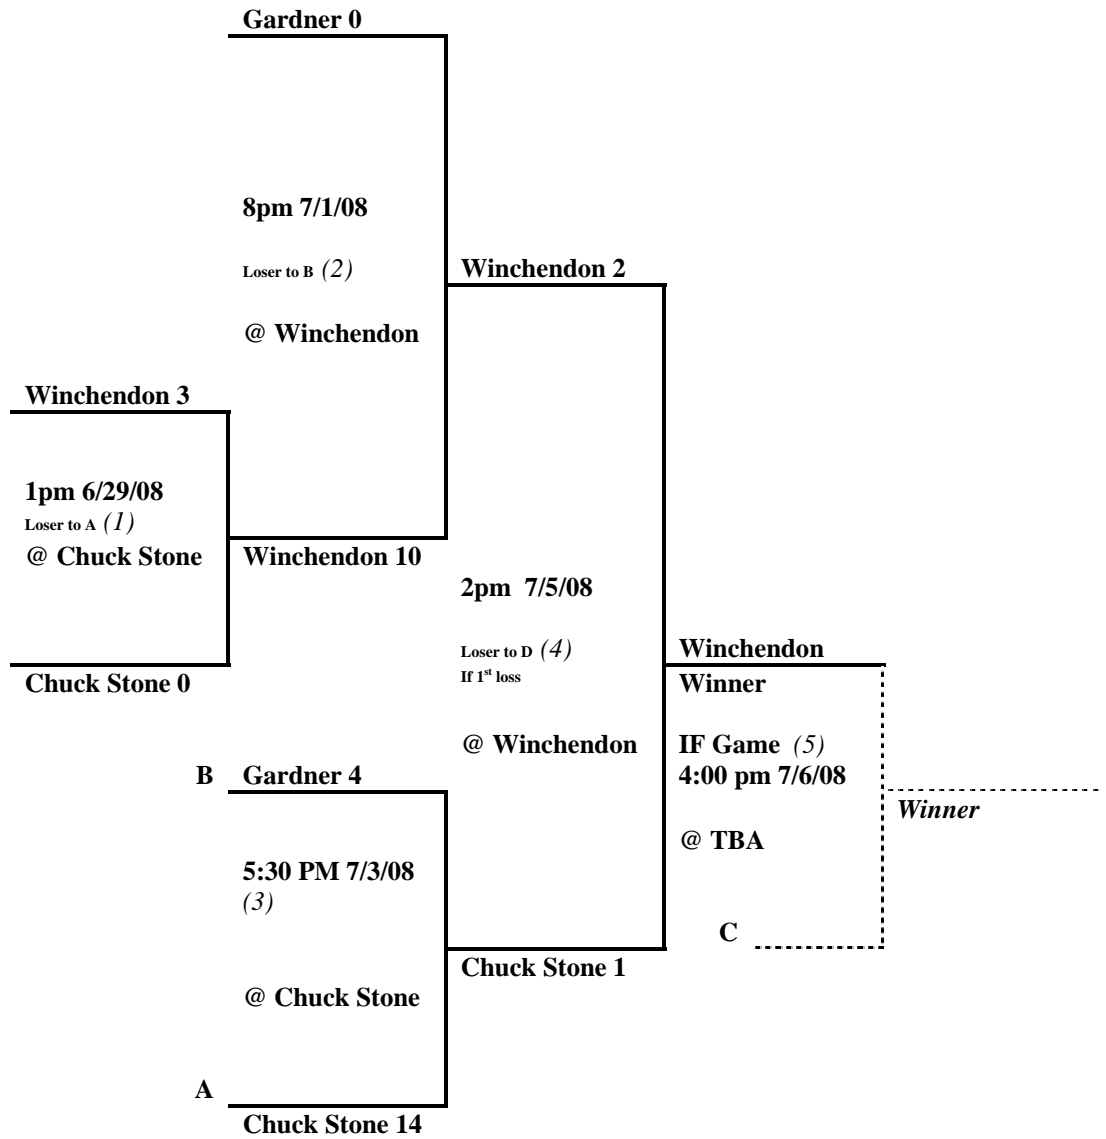 Gardner 0
8pm 7/1/08
Loser to B (2)
Winchendon 2
@ Winchendon
Winchendon 3
1pm 6/29/08
Loser to A (1)
@ Chuck Stone
Winchendon 10
2pm  7/5/08
Loser to D (4)
If 1st loss
Winchendon
Chuck Stone 0
Winner
@ Winchendon
IF Game (5)
B Gardner 4
4:00 pm 7/6/08
Winner
@ TBA
5:30 PM 7/3/08
(3)
C
Chuck Stone 1
@ Chuck Stone
A
Chuck Stone 14